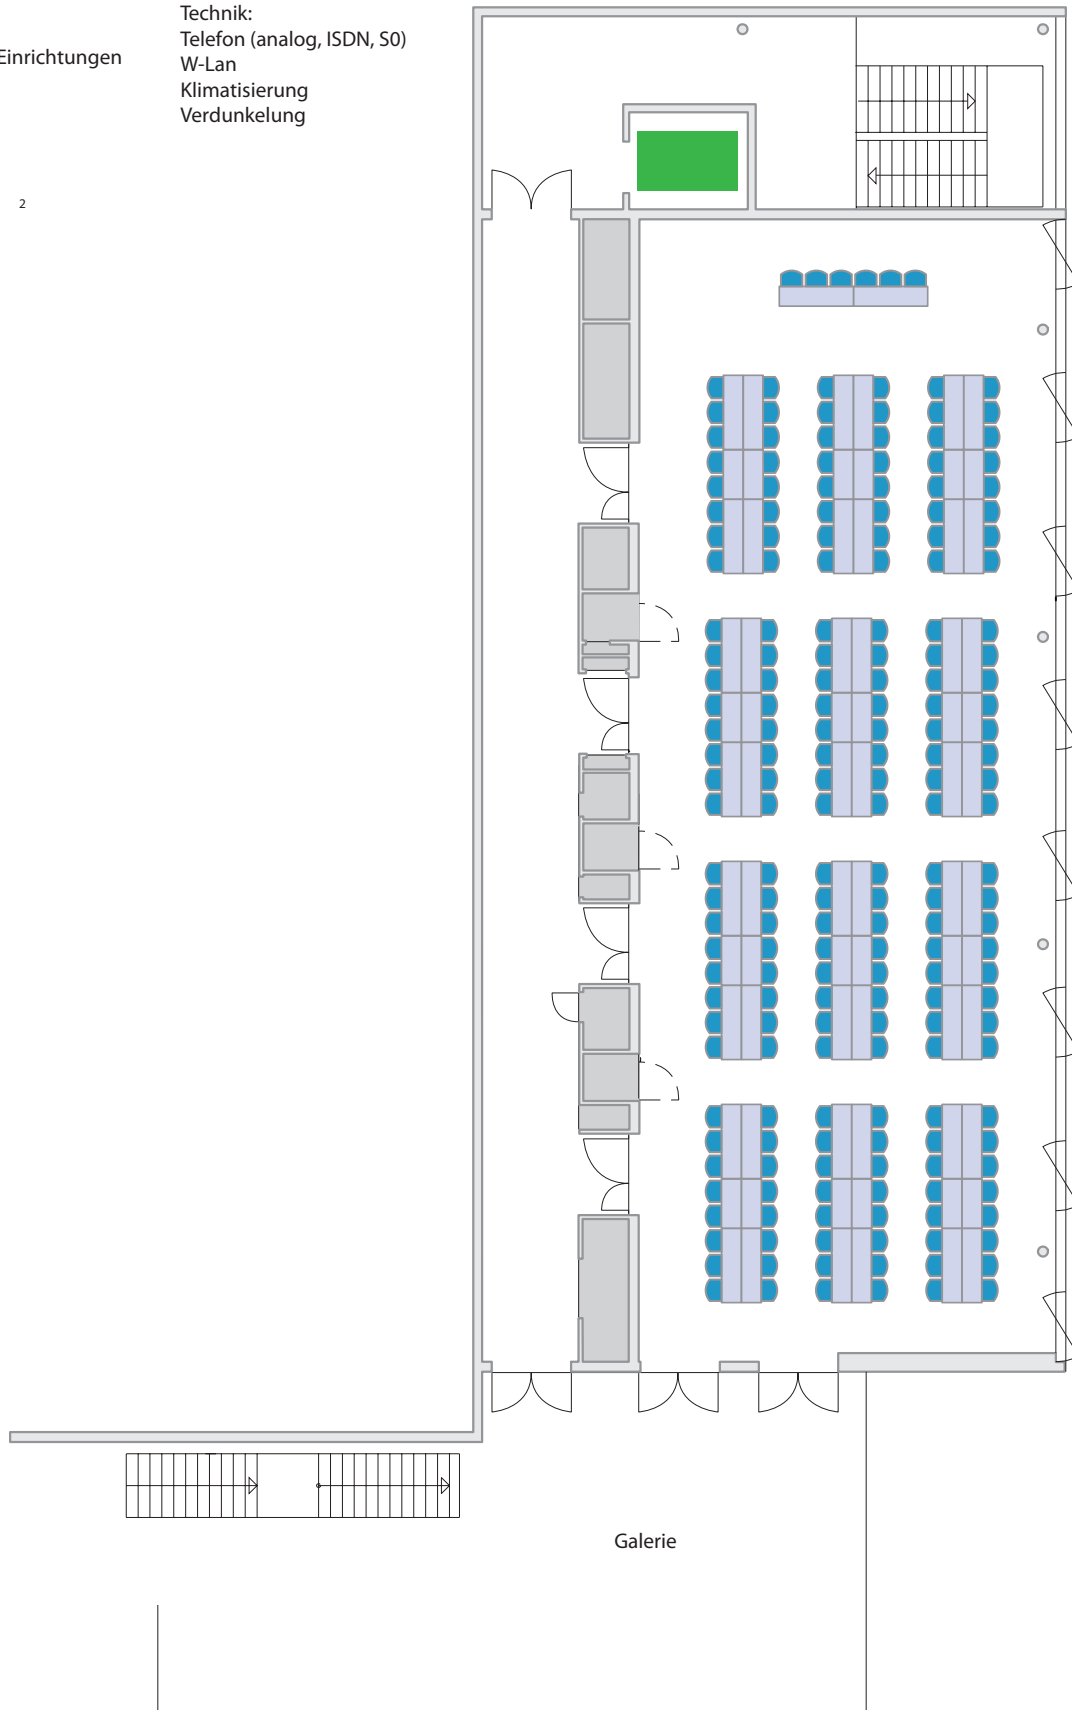 Technik:
Telefon (analog, ISDN, S0)
Einrichtungen
W-Lan
Klimatisierung
Verdunkelung
2
Galerie